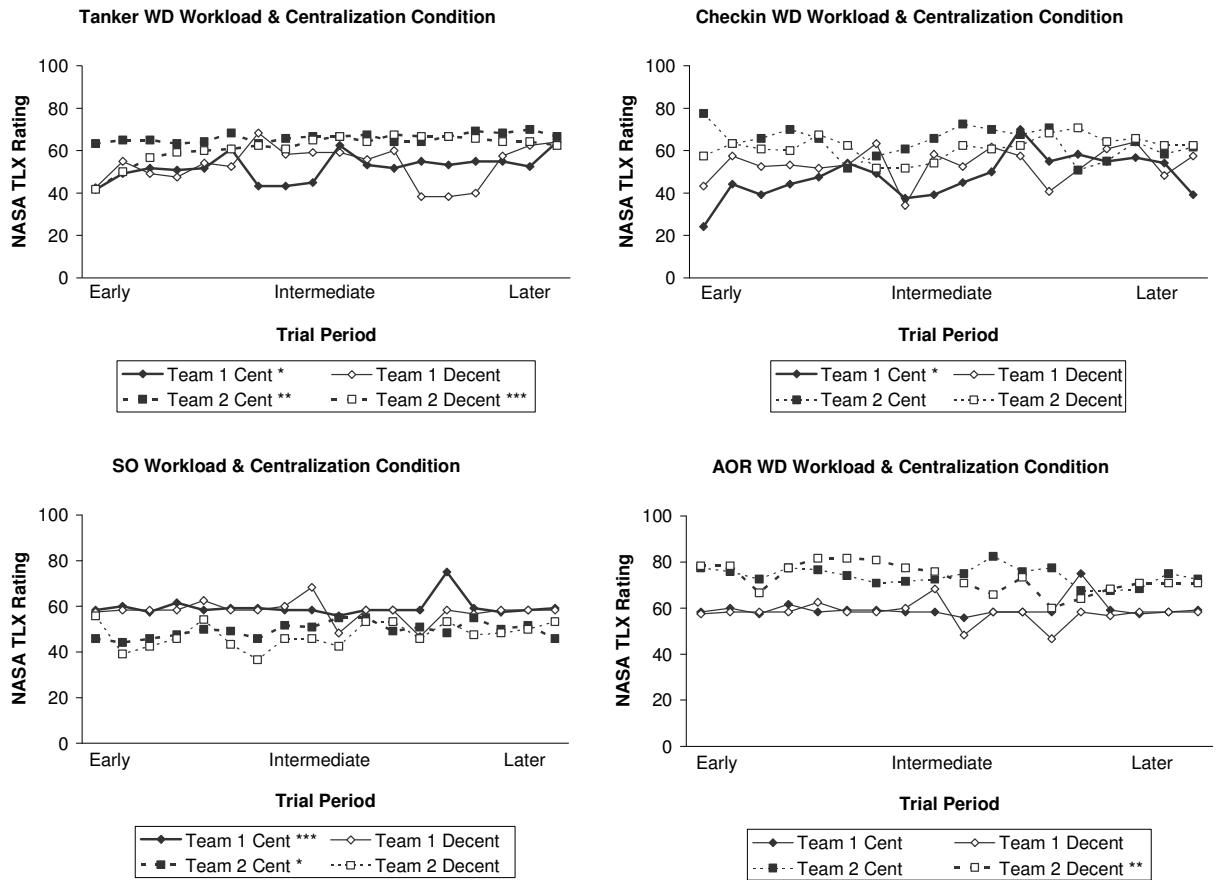 Tanker WD Workload & Centralization Condition
NASA TLX Rating
100
80
60
40
20
0
Early Intermediate Later
Trial Period
Team 1 Cent * Team 1 Decent
Team 2 Cent ** Team 2 Decent ***
Checkin WD Workload & Centralization Condition
NASA TLX Rating
100
80
60
40
20
0
Early Intermediate Later
Trial Period
Team 1 Cent * Team 1 Decent
Team 2 Cent Team 2 Decent
SO Workload & Centralization Condition
NASA TLX Rating
100
80
60
40
20
0
Early Intermediate Later
Trial Period
Team 1 Cent *** Team 1 Decent
Team 2 Cent * Team 2 Decent
AOR WD Workload & Centralization Condition
NASA TLX Rating
100
80
60
40
20
0
Early Intermediate Later
Trial Period
Team 1 Cent Team 1 Decent
Team 2 Cent Team 2 Decent **